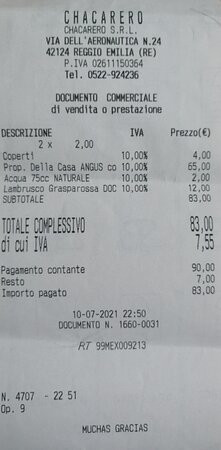 CHACARERO
CHACARERO S.R.L.
VIA DELL'AERONAUTICA N.24
42124 REGGIO EMILIA (RE)
P.IVA 02611150364
Tel. 0522-924236
DOCUMENTO COMMERCIALE
di vendita o prestazione
DESCRIZIONE IVA Prezzo(€)
2 x 2,00
Coperti 10,00% 4,00
Prop. Della Casa ANGUS co 10,00% 65,00
Acqua 75cc NATURALE 10,00% 2,00
Lambrusco Grasparossa DOC 10,00% 12,00
SUBTOTALE 83,00
TOTALE COMPLESSIVO 83,00
di cui IVA 7,55
Pagamento contante 90,00
Resto 7,00
Importo pagato 83,00
10-07-2021 22:50
DOCUMENTO N. 1660-0031
RT 99MEX009213
N. 4707 - 22 51
Op. 9
MUCHAS GRACIAS